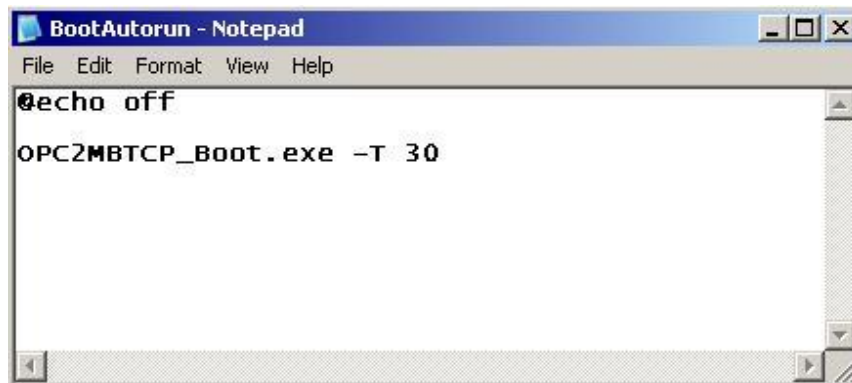 BootAutorun - Notepad
File Edit Format View Help
@echo off
OPC2MBTCP_Boot.exe -T 30